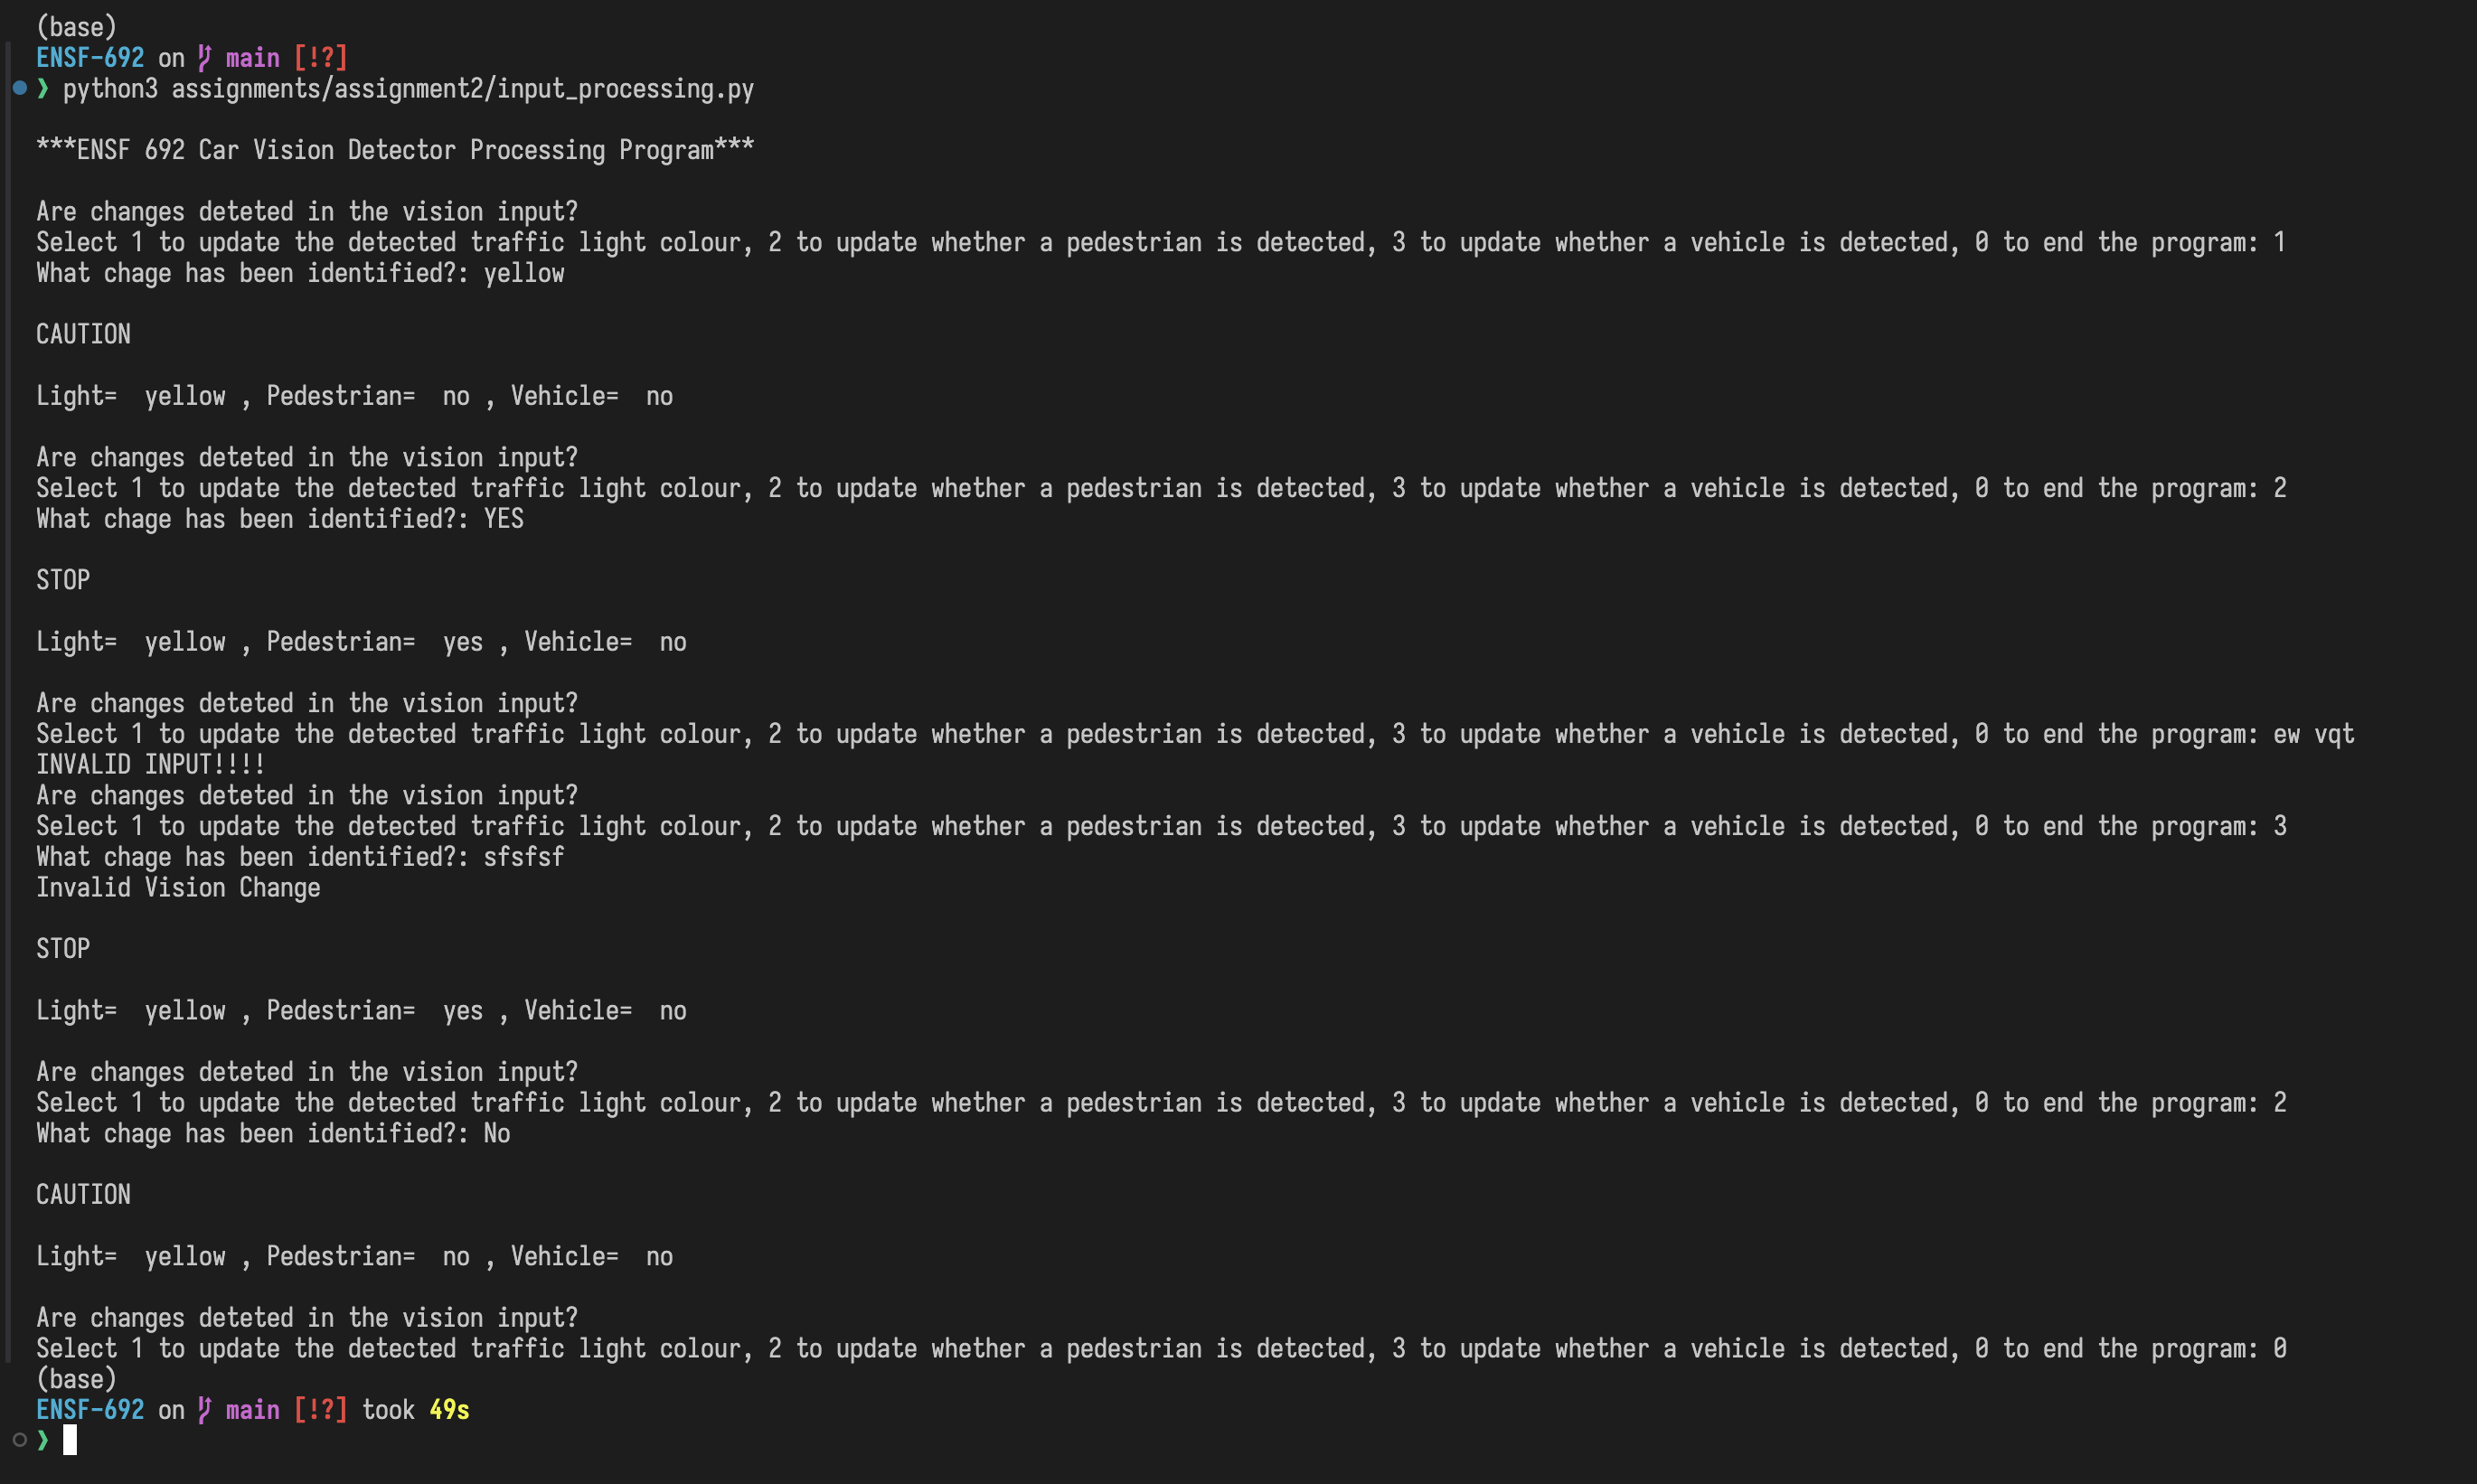 (base)
ENSF-692 on main [!?]
❯ python3 assignments/assignment2/input_processing.py
***ENSF 692 Car Vision Detector Processing Program***
Are changes deteted in the vision input?
Select 1 to update the detected traffic light colour, 2 to update whether a pedestrian is detected, 3 to update whether a vehicle is detected, 0 to end the program: 1
What chage has been identified?: yellow
CAUTION
Light=  yellow , Pedestrian=  no , Vehicle=  no
Are changes deteted in the vision input?
Select 1 to update the detected traffic light colour, 2 to update whether a pedestrian is detected, 3 to update whether a vehicle is detected, 0 to end the program: 2
What chage has been identified?: YES
STOP
Light=  yellow , Pedestrian=  yes , Vehicle=  no
Are changes deteted in the vision input?
Select 1 to update the detected traffic light colour, 2 to update whether a pedestrian is detected, 3 to update whether a vehicle is detected, 0 to end the program: ew vqt
INVALID INPUT!!!!
Are changes deteted in the vision input?
Select 1 to update the detected traffic light colour, 2 to update whether a pedestrian is detected, 3 to update whether a vehicle is detected, 0 to end the program: 3
What chage has been identified?: sfsfsf
Invalid Vision Change
STOP
Light=  yellow , Pedestrian=  yes , Vehicle=  no
Are changes deteted in the vision input?
Select 1 to update the detected traffic light colour, 2 to update whether a pedestrian is detected, 3 to update whether a vehicle is detected, 0 to end the program: 2
What chage has been identified?: No
CAUTION
Light=  yellow , Pedestrian=  no , Vehicle=  no
Are changes deteted in the vision input?
Select 1 to update the detected traffic light colour, 2 to update whether a pedestrian is detected, 3 to update whether a vehicle is detected, 0 to end the program: 0
(base)
ENSF-692 on main [!?] took 49s
❯